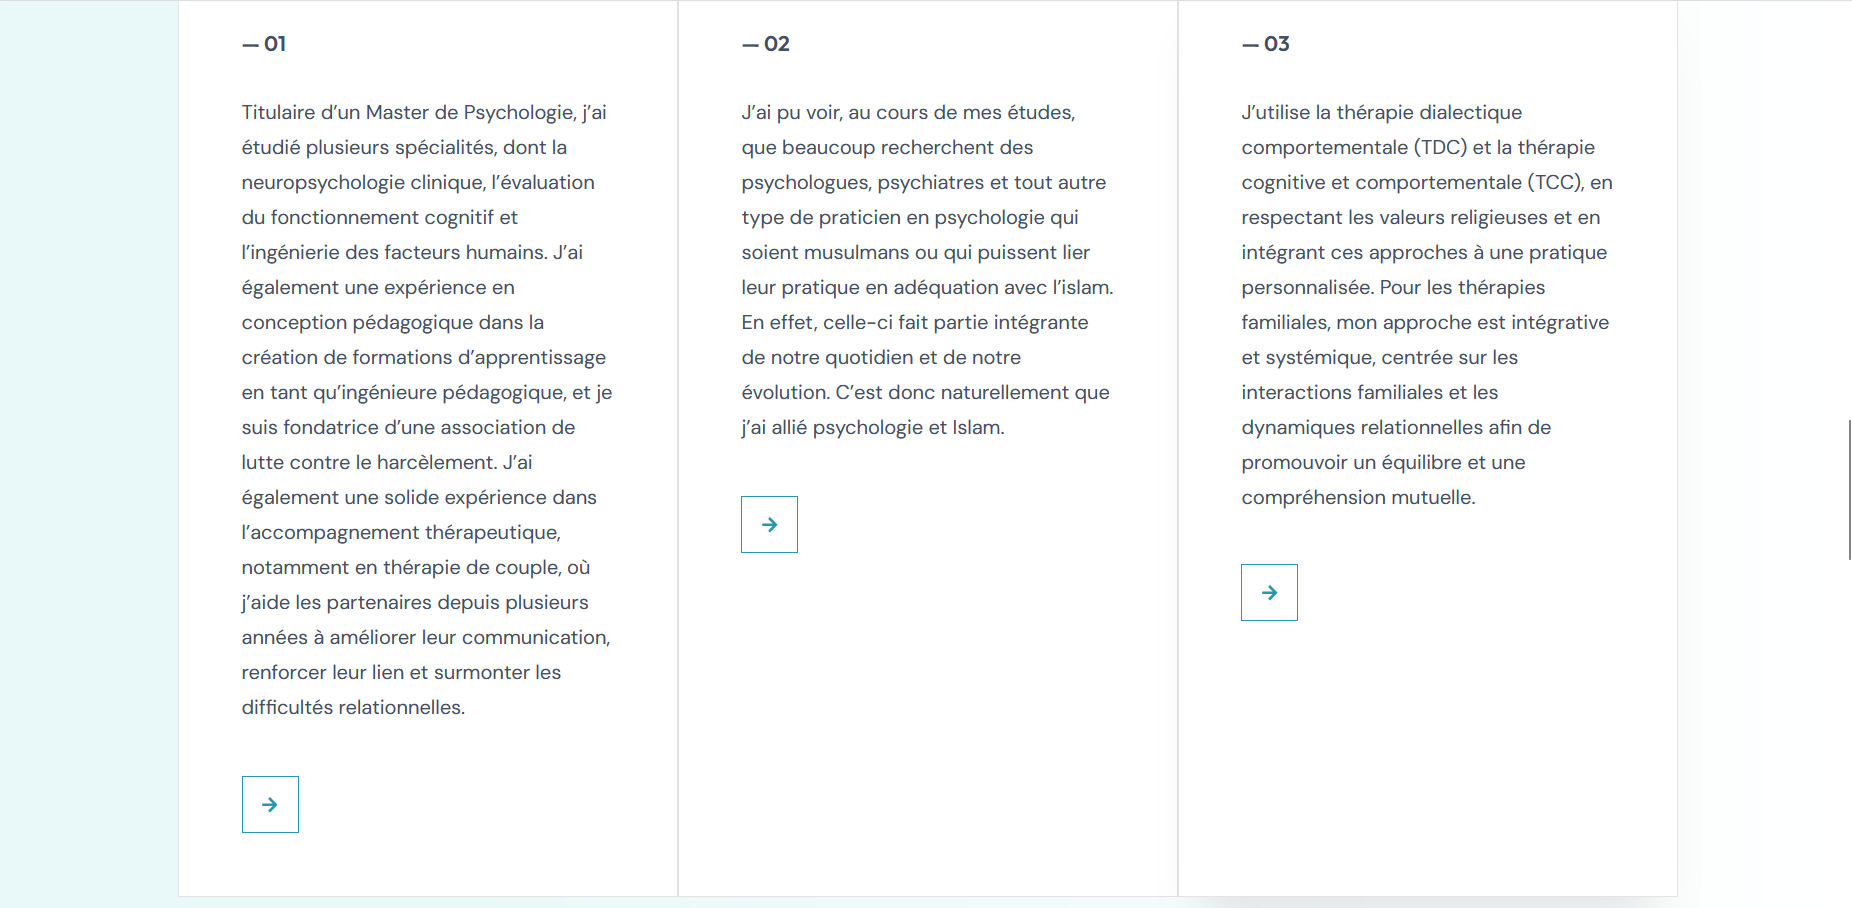 — 01
Titulaire d’un Master de Psychologie, j’ai
étudié plusieurs spécialités, dont la
neuropsychologie clinique, l’évaluation
du fonctionnement cognitif et
l’ingénierie des facteurs humains. J’ai
également une expérience en
conception pédagogique dans la
création de formations d’apprentissage
en tant qu’ingénieure pédagogique, et je
suis fondatrice d’une association de
lutte contre le harcèlement. J’ai
également une solide expérience dans
l’accompagnement thérapeutique,
notamment en thérapie de couple, où
j’aide les partenaires depuis plusieurs
années à améliorer leur communication,
renforcer leur lien et surmonter les
difficultés relationnelles.
— 02
J’ai pu voir, au cours de mes études,
que beaucoup recherchent des
psychologues, psychiatres et tout autre
type de praticien en psychologie qui
soient musulmans ou qui puissent lier
leur pratique en adéquation avec l’islam.
En effet, celle-ci fait partie intégrante
de notre quotidien et de notre
évolution. C’est donc naturellement que
j’ai allié psychologie et Islam.
— 03
J’utilise la thérapie dialectique
comportementale (TDC) et la thérapie
cognitive et comportementale (TCC), en
respectant les valeurs religieuses et en
intégrant ces approches à une pratique
personnalisée. Pour les thérapies
familiales, mon approche est intégrative
et systémique, centrée sur les
interactions familiales et les
dynamiques relationnelles afin de
promouvoir un équilibre et une
compréhension mutuelle.